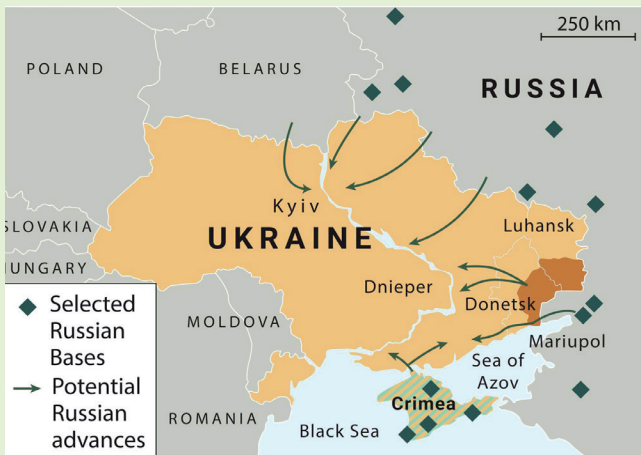 250 km
POLAND
BELARUS
RUSSIA
Kyiv
SLOVAKIA
UKRAINE
Luhansk
HUNGARY
Dnieper
Donetsk
Selected
Russian
Bases
MOLDOVA
Mariupol
Sea of
Azov
Potential
Russian
advances
Crimea
ROMANIA
Black Sea